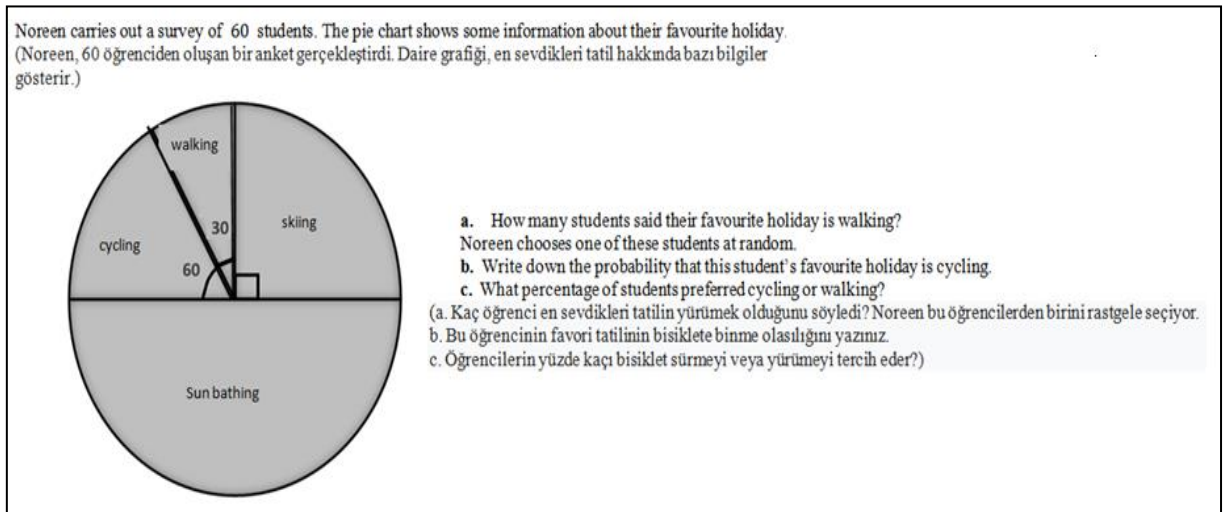 Noreen carries out a survey of 60 students. The pie chart shows some information about their favourite holiday.
(Noreen, 60 öğrenciden oluşan bir anket gerçekleştirdi. Daire grafiği, en sevdikleri tatil hakkında bazı bilgiler
gösterir.)
walking
30
skiing
cycling
60
Sun bathing
a. How many students said their favourite holiday is walking?
Noreen chooses one of these students at random.
b. Write down the probability that this student's favourite holiday is cycling.
c. What percentage of students preferred cycling or walking?
(a. Kaç öğrenci en sevdikleri tatilin yürümek olduğunu söyledi? Noreen bu öğrencilerden birini rastgele seçiyor.
b. Bu öğrencinin favori tatilinin bisiklete binme olasılığını yazınız.
c. Öğrencilerin yüzde kaçı bisiklet sürmeyi veya yürümeyi tercih eder?)